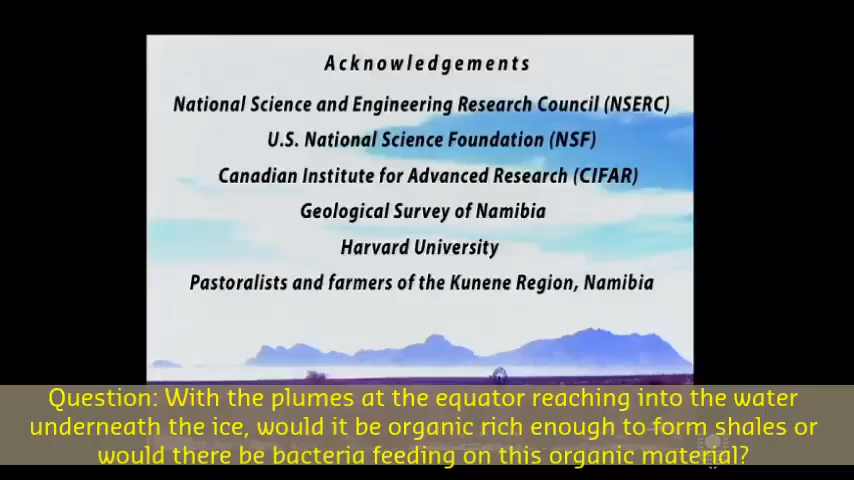 Acknowledgements
National Science and Engineering Research Council (NSERC)
U.S. National Science Foundation (NSF)
Canadian Institute for Advanced Research (CIFAR)
Geological Survey of Namibia
Harvard University
Pastoralists and farmers of the Kunene Region, Namibia
Question: With the plumes at the equator reaching into the water
underneath the ice, would it be organic rich enough to form shales or
would there be bacteria feeding on this organic material?